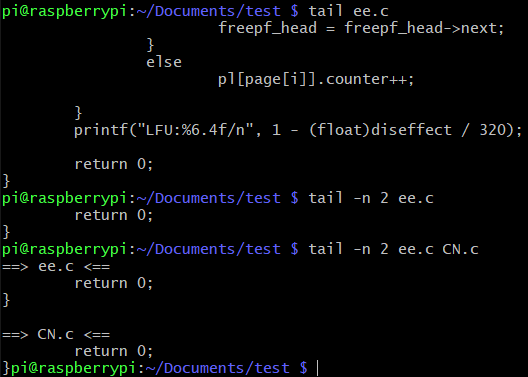 pi@raspberrypi:~/Documents/test $ tail ee.c
                        freepf_head = freepf_head->next;
                }
                else
                        pl[page[i]].counter++;

        }
        printf("LFU:%6.4f/n", 1 - (float)diseffect / 320);

        return 0;
}
pi@raspberrypi:~/Documents/test $ tail -n 2 ee.c
        return 0;
}
pi@raspberrypi:~/Documents/test $ tail -n 2 ee.c CN.c
==> ee.c <==
        return 0;
}

==> CN.c <==
        return 0;
}pi@raspberrypi:~/Documents/test $